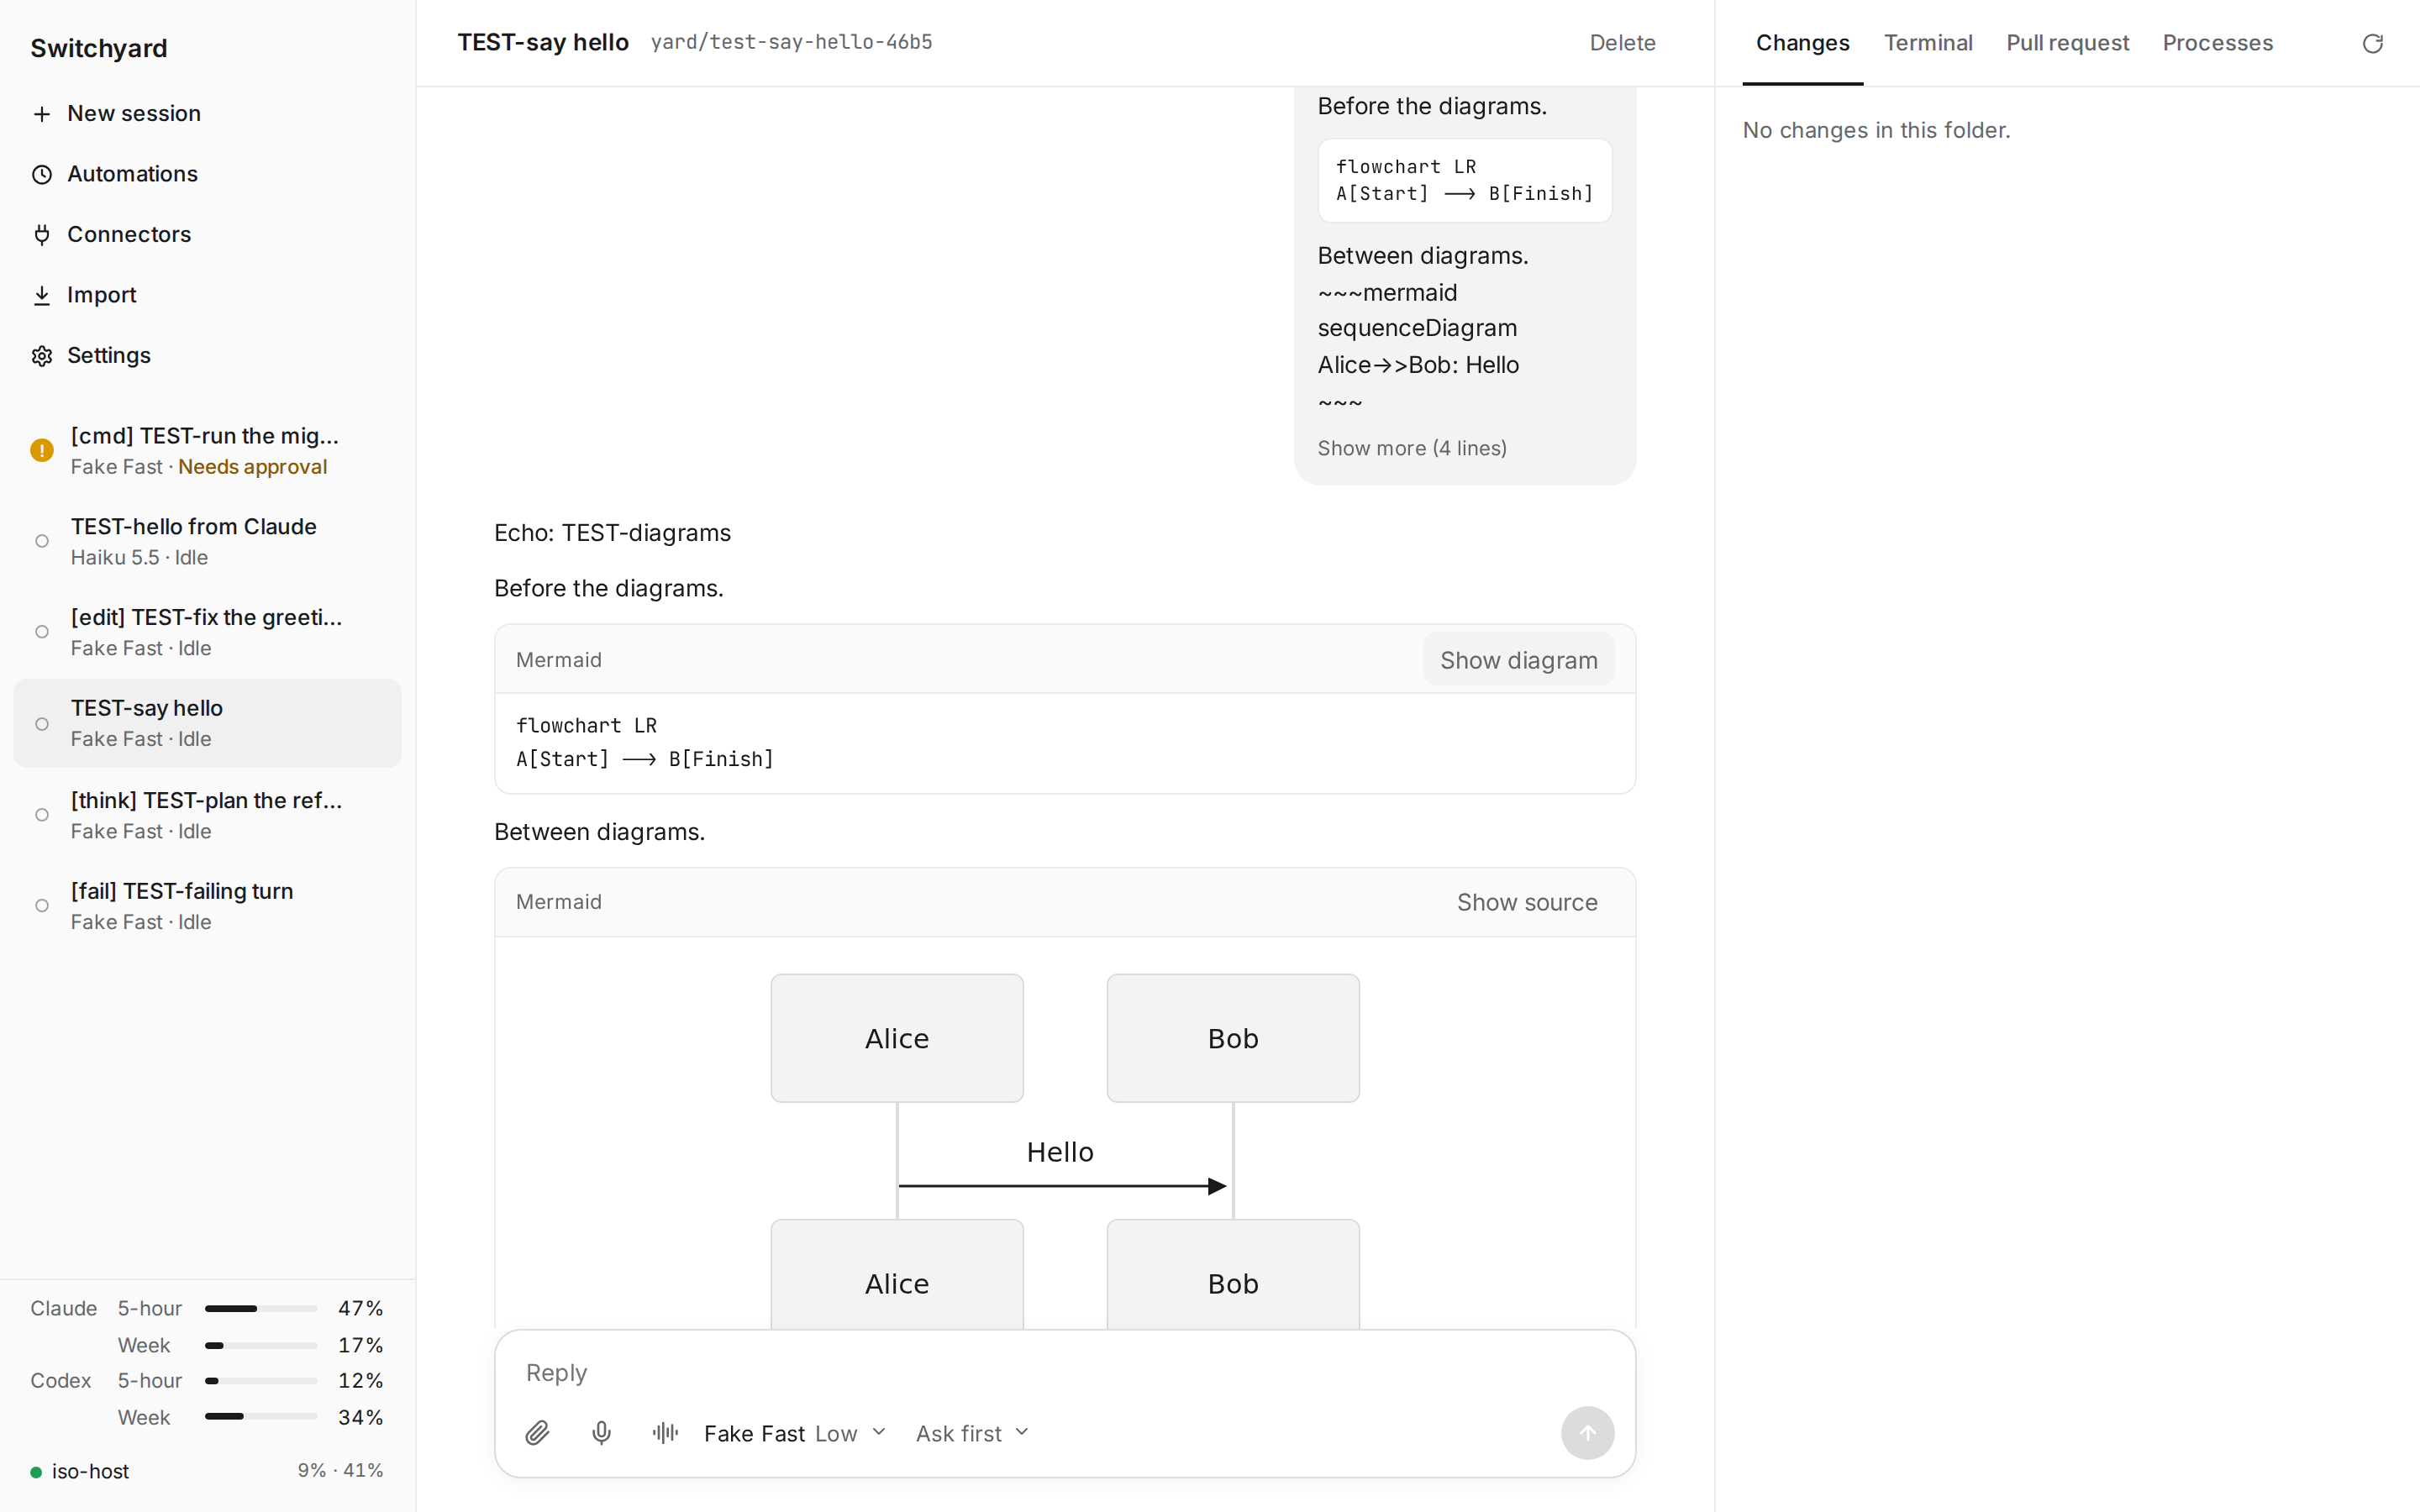 Switchyard
New session
Automations
Connectors
Import
Settings
[cmd] TEST-run the mig...
Fake Fast · Needs approval
TEST-hello from Claude
Haiku 5.5 · Idle
[edit] TEST-fix the greeti...
Fake Fast · Idle
TEST-say hello
Fake Fast · Idle
[think] TEST-plan the ref...
Fake Fast · Idle
[fail] TEST-failing turn
Fake Fast · Idle
Claude 5-hour 47%
Week 17%
Codex 5-hour 12%
Week 34%
iso-host 9% · 41%
TEST-say hello yard/test-say-hello-46b5 Delete
Before the diagrams.
flowchart LR
A[Start] --> B[Finish]
Between diagrams.
~~~mermaid
sequenceDiagram
Alice->>Bob: Hello
~~~
Show more (4 lines)
Echo: TEST-diagrams
Before the diagrams.
Mermaid Show diagram
flowchart LR
A[Start] --> B[Finish]
Between diagrams.
Mermaid Show source
Alice Bob
Hello
Alice Bob
Reply
Fake Fast Low Ask first
Changes Terminal Pull request Processes
No changes in this folder.